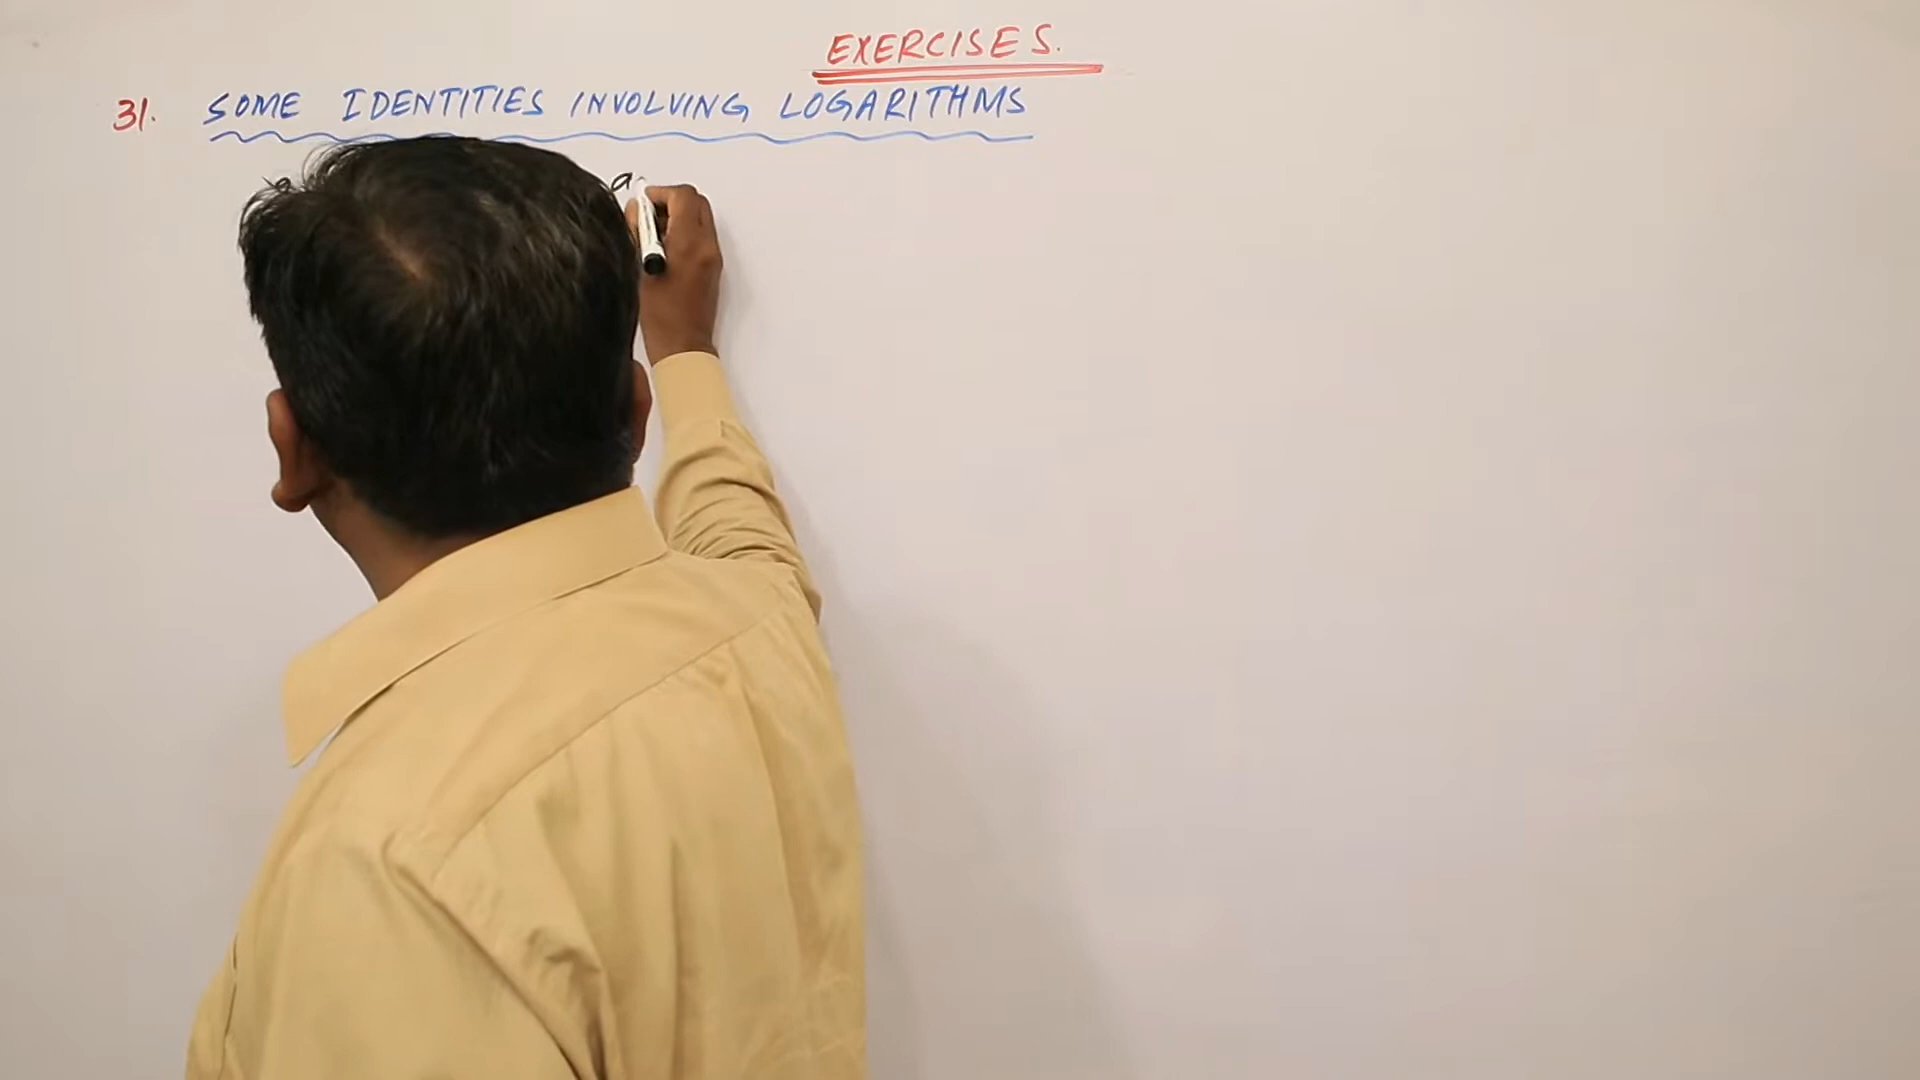 EXERCISES.
31. SOME IDENTITIES INVOLVING LOGARITHMS
a